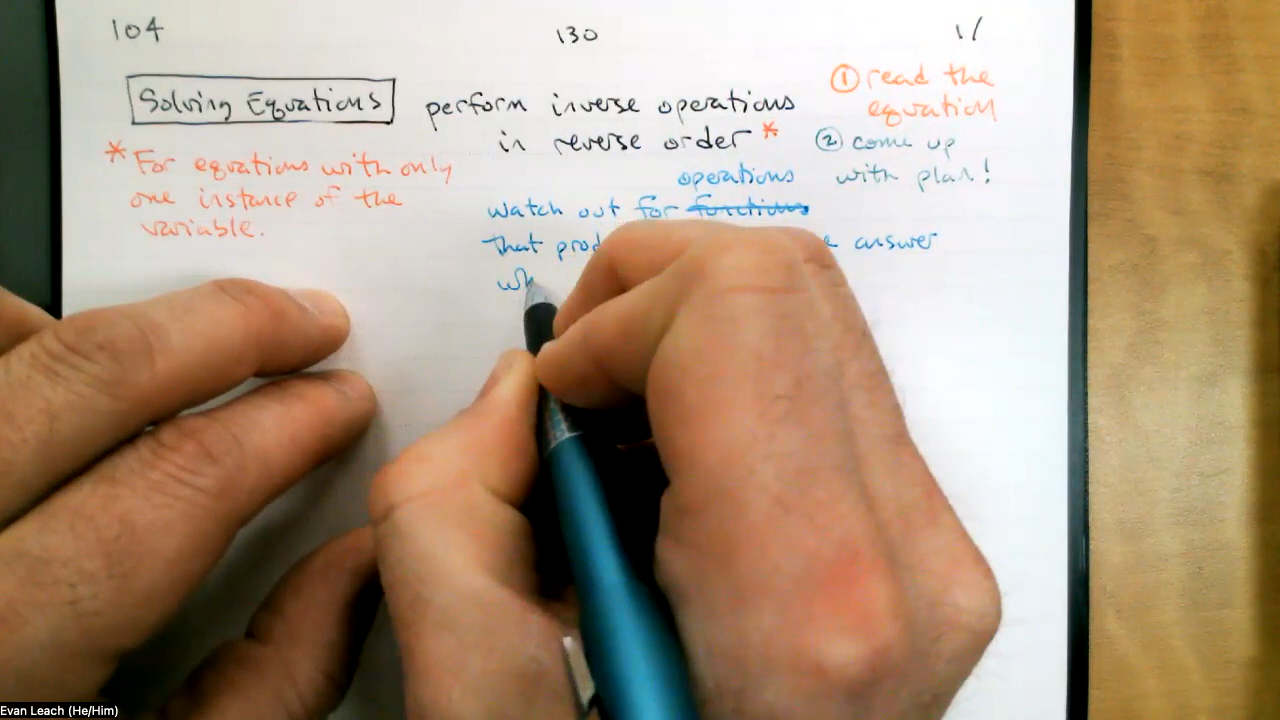 104 130 1/
Solving Equations
perform inverse operations
in reverse order *
* For equations with only
one instance of the
variable.
① read the
equation
② come up
with plan!
operations
watch out for functions
that answer
Evan Leach (He/Him)